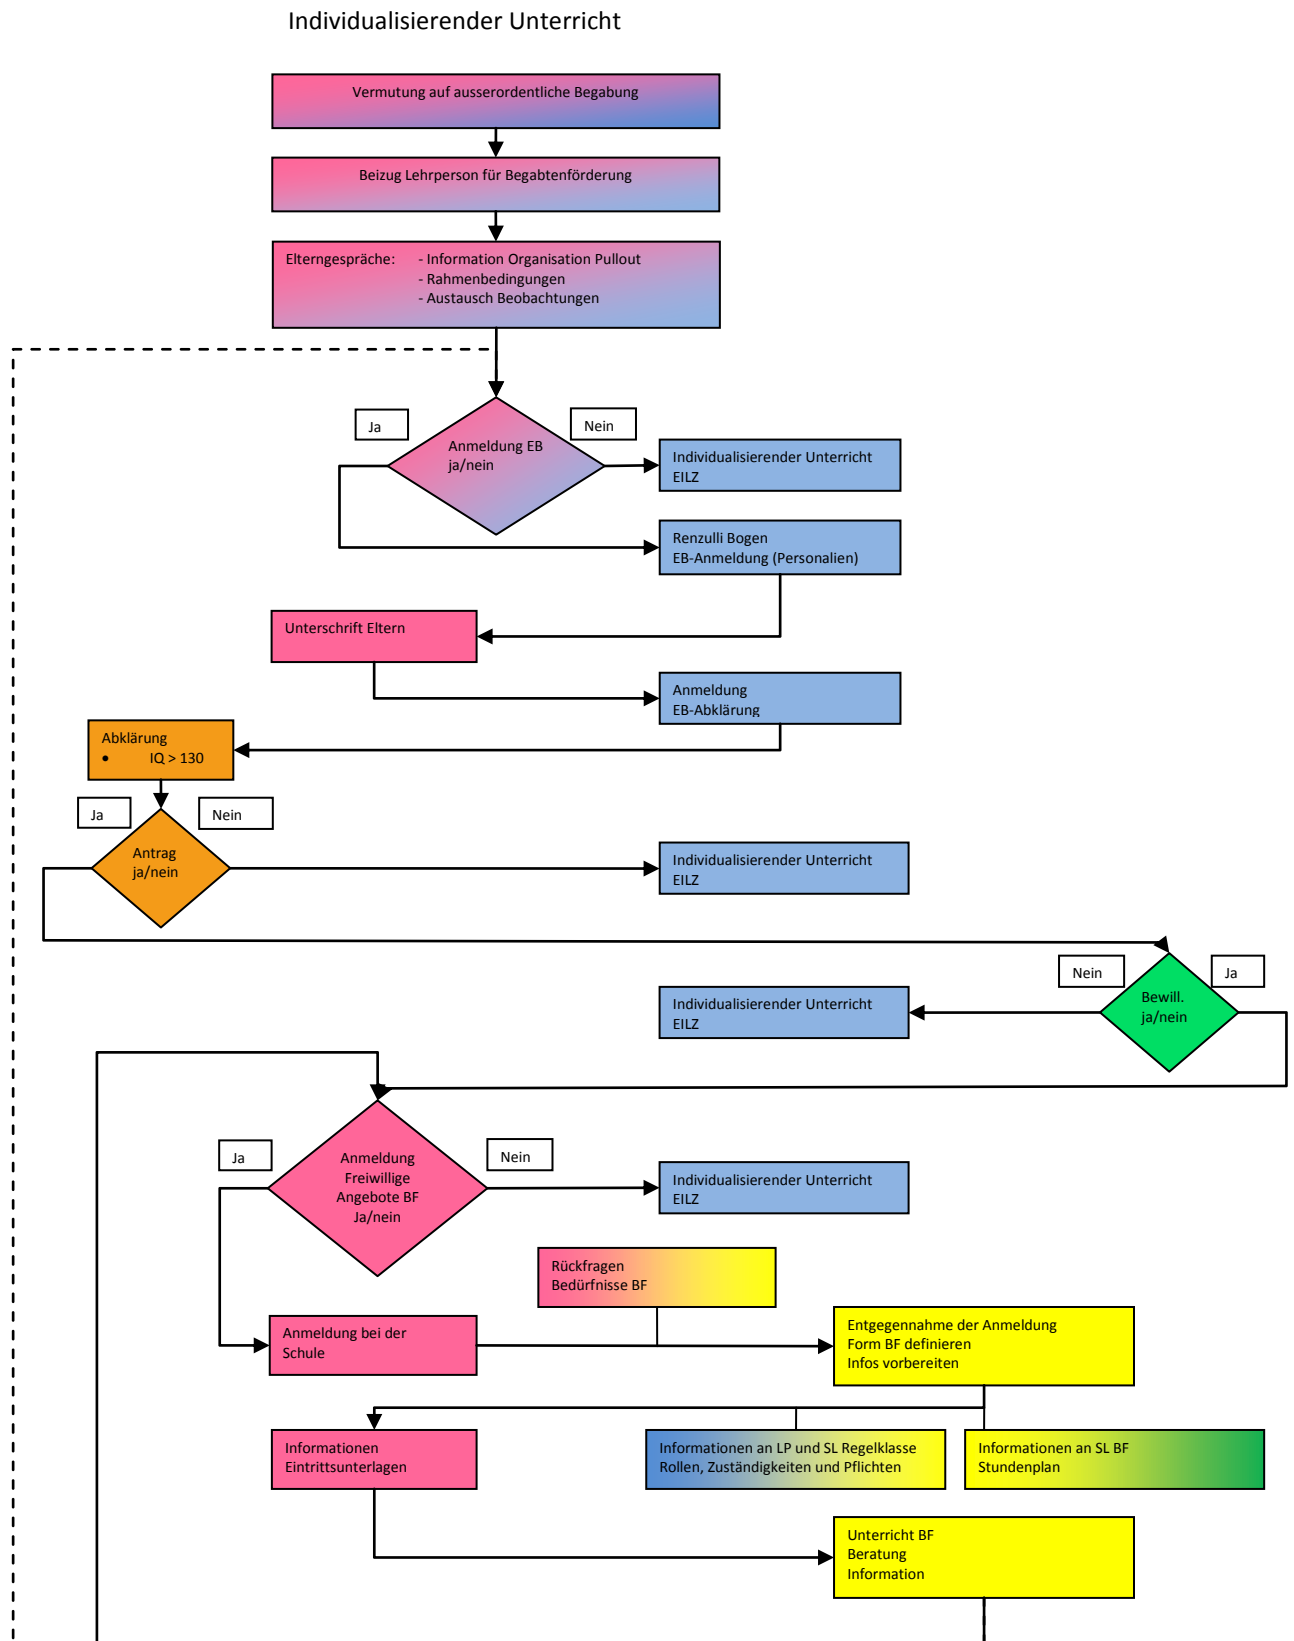 Individualisierender Unterricht
Vermutung auf ausserordentliche Begabung
Beizug Lehrperson für Begabtenförderung
Elterngespräche: - Information Organisation Pullout
- Rahmenbedingungen
- Austausch Beobachtungen
Ja
Nein
Anmeldung EB
ja/nein
Individualisierender Unterricht
EILZ
Renzulli Bogen
EB-Anmeldung (Personalien)
Unterschrift Eltern
Anmeldung
EB-Abklärung
Abklärung
• IQ > 130
Ja
Nein
Antrag
ja/nein
Individualisierender Unterricht
EILZ
Nein
Ja
Bewill.
ja/nein
Individualisierender Unterricht
EILZ
Ja
Nein
Anmeldung
Freiwillige
Angebote BF
Ja/nein
Individualisierender Unterricht
EILZ
Rückfragen
Bedürfnisse BF
Anmeldung bei der
Schule
Entgegennahme der Anmeldung
Form BF definieren
Infos vorbereiten
Informationen
Eintrittsunterlagen
Informationen an LP und SL Regelklasse
Rollen, Zuständigkeiten und Pflichten
Informationen an SL BF
Stundenplan
Unterricht BF
Beratung
Information